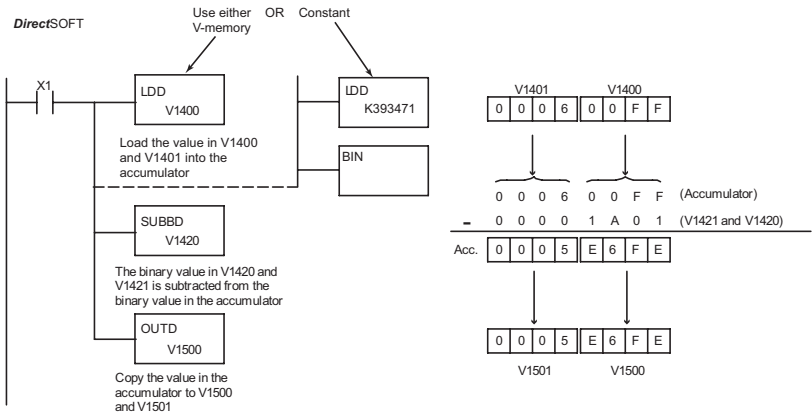 DirectSOFT
Use either OR Constant
V-memory
X1
LDD
V1400
Load the value in V1400
and V1401 into the
accumulator
LDD
K393471
BIN
SUBBD
V1420
The binary value in V1420 and
V1421 is subtracted from the
binary value in the accumulator
OUTD
V1500
Copy the value in the
accumulator to V1500
and V1501
V1401 V1400
0 0 0 6 0 0 F F
0 0 0 6 0 0 F F (Accumulator)
- 0 0 0 0 1 A 0 1 (V1421 and V1420)
Acc. 0 0 0 5 E 6 F E
0 0 0 5 E 6 F E
V1501 V1500